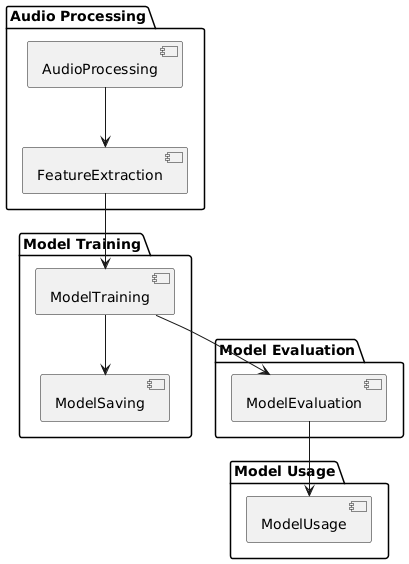 Audio Processing
AudioProcessing
FeatureExtraction
Model Training
ModelTraining
ModelSaving
Model Evaluation
ModelEvaluation
Model Usage
ModelUsage